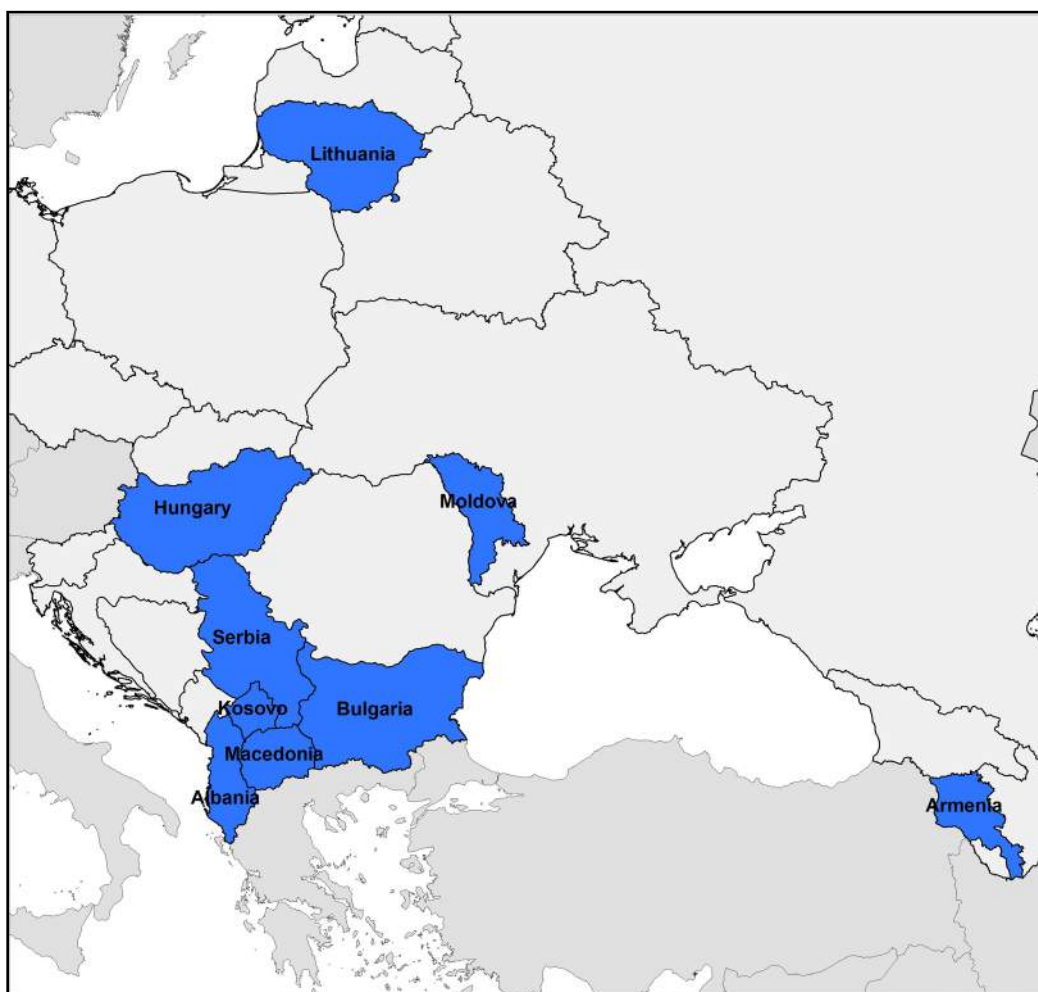 Lithuania
Hungary
Moldova
Serbia
Kosovo
Bulgaria
Macedonia
Albania
Armenia